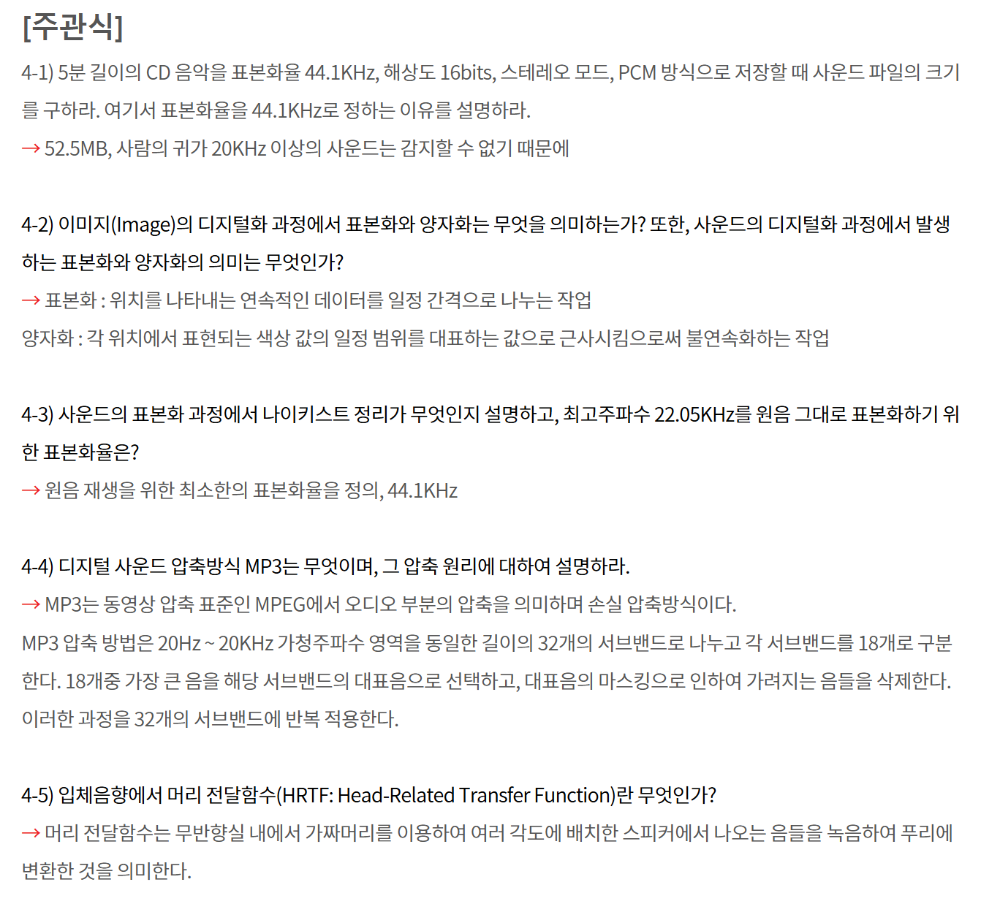 [주관식]
4-1) 5분 길이의 CD 음악을 표본화율 44.1KHz, 해상도 16bits, 스테레오 모드, PCM 방식으로 저장할 때 사운드 파일의 크기
를 구하라. 여기서 표본화율을 44.1KHz로 정하는 이유를 설명하라.
→ 52.5MB, 사람의 귀가 20KHz 이상의 사운드는 감지할 수 없기 때문에
4-2) 이미지(Image)의 디지털화 과정에서 표본화와 양자화는 무엇을 의미하는가? 또한, 사운드의 디지털화 과정에서 발생
하는 표본화와 양자화의 의미는 무엇인가?
→ 표본화 : 위치를 나타내는 연속적인 데이터를 일정 간격으로 나누는 작업
양자화 : 각 위치에서 표현되는 색상 값의 일정 범위를 대표하는 값으로 근사시킴으로써 불연속화하는 작업
4-3) 사운드의 표본화 과정에서 나이키스트 정리가 무엇인지 설명하고, 최고주파수 22.05KHz를 원음 그대로 표본화하기 위
한 표본화율은?
→ 원음 재생을 위한 최소한의 표본화율을 정의, 44.1KHz
4-4) 디지털 사운드 압축방식 MP3는 무엇이며, 그 압축 원리에 대하여 설명하라.
→ MP3는 동영상 압축 표준인 MPEG에서 오디오 부분의 압축을 의미하며 손실 압축방식이다.
MP3 압축 방법은 20Hz ~ 20KHz 가청주파수 영역을 동일한 길이의 32개의 서브밴드로 나누고 각 서브밴드를 18개로 구분
한다. 18개중 가장 큰 음을 해당 서브밴드의 대표음으로 선택하고, 대표음의 마스킹으로 인하여 가려지는 음들을 삭제한다.
이러한 과정을 32개의 서브밴드에 반복 적용한다.
4-5) 입체음향에서 머리 전달함수(HRTF: Head-Related Transfer Function)란 무엇인가?
→ 머리 전달함수는 무반향실 내에서 가짜머리를 이용하여 여러 각도에 배치한 스피커에서 나오는 음들을 녹음하여 푸리에
변환한 것을 의미한다.